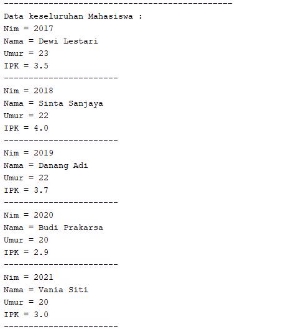 -----------------------------------------------
Data keseluruhan Mahasiswa :
Nim = 2017
Nama = Dewi Lestari
Umur = 23
IPK = 3.5
-----------------------
Nim = 2018
Nama = Sinta Sanjaya
Umur = 22
IPK = 4.0
-----------------------
Nim = 2019
Nama = Danang Adi
Umur = 22
IPK = 3.7
-----------------------
Nim = 2020
Nama = Budi Prakarsa
Umur = 20
IPK = 2.9
-----------------------
Nim = 2021
Nama = Vania Siti
Umur = 20
IPK = 3.0
-----------------------